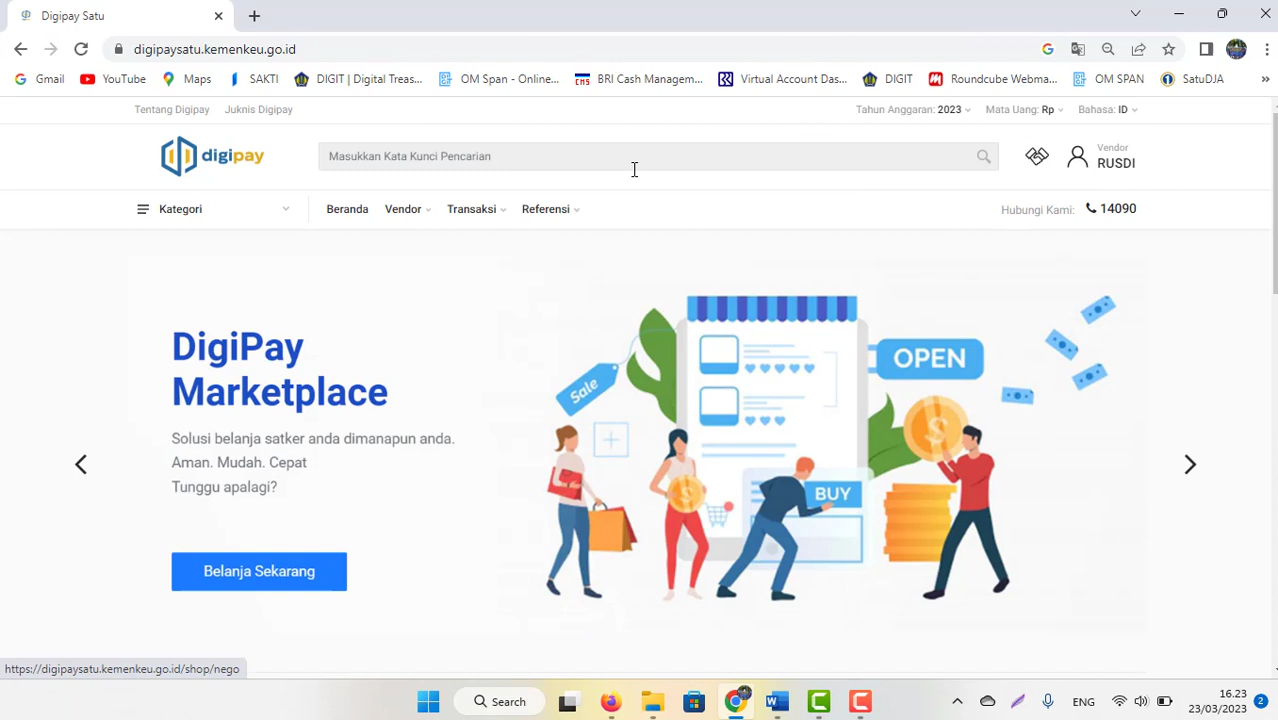 Digipay Satu
digipaysatu.kemenkeu.go.id
Gmail YouTube Maps SAKTI DIGIT | Digital Treas... OM Span - Online... CMS BRI Cash Managem... Virtual Account Das... DIGIT Roundcube Webma... OM SPAN SatuDJA »
Tentang Digipay Juknis Digipay Tahun Anggaran: 2023 Mata Uang: Rp Bahasa: ID
digipay Masukkan Kata Kunci Pencarian Vendor
RUSDI
Kategori Beranda Vendor Transaksi Referensi Hubungi Kami: 14090
DigiPay
Marketplace
Solusi belanja satker anda dimanapun anda.
Aman. Mudah. Cepat
Tunggu apalagi?
Belanja Sekarang
Sale
OPEN
BUY
https://digipaysatu.kemenkeu.go.id/shop/nego
Search ENG 16.23
23/03/2023 2